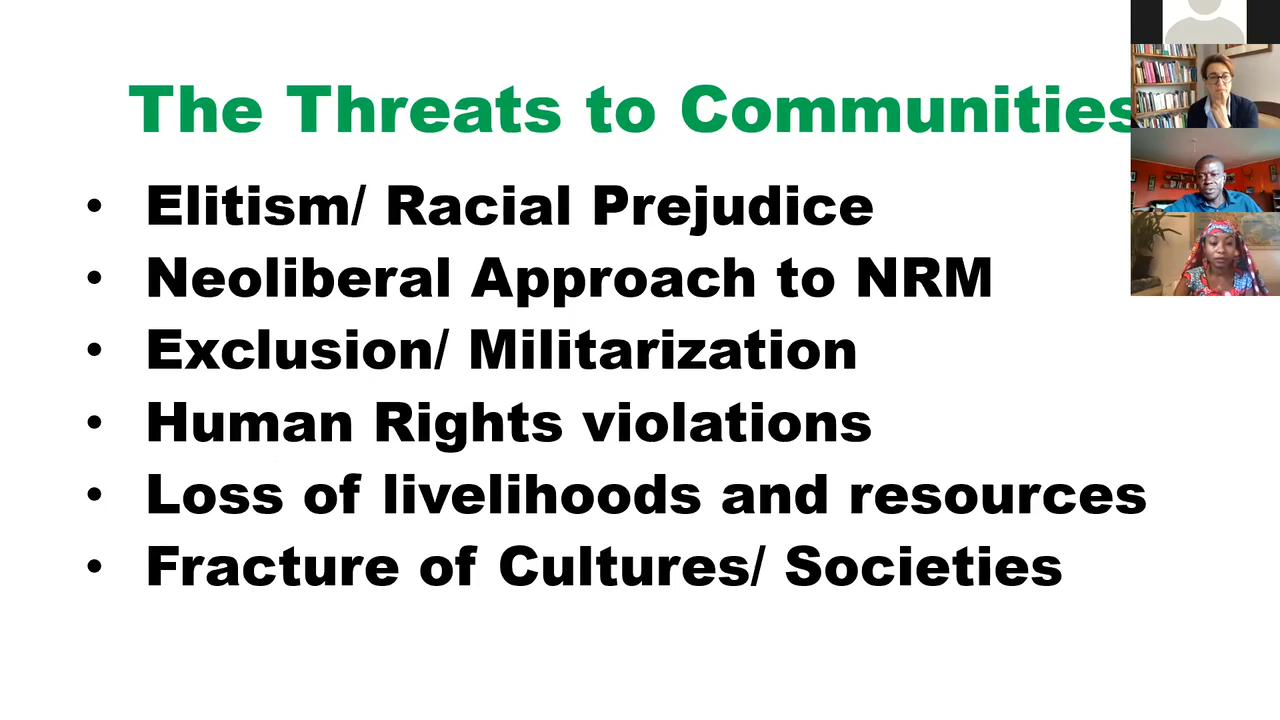 The Threats to Communities
• Elitism/ Racial Prejudice
• Neoliberal Approach to NRM
• Exclusion/ Militarization
• Human Rights violations
• Loss of livelihoods and resources
• Fracture of Cultures/ Societies